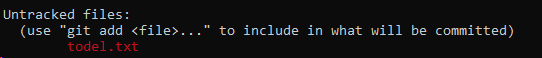 Untracked files:
(use "git add <file>..." to include in what will be committed)
todel.txt